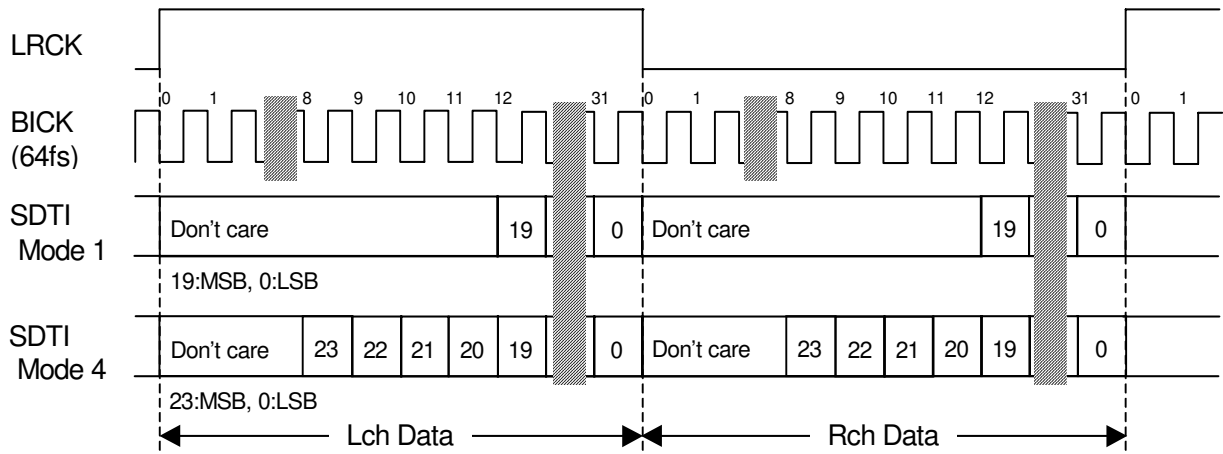 LRCK
0 1 8 9 10 11 12 31 0 1 8 9 10 11 12 31 0 1
BICK
(64fs)
SDTI
Mode 1
Don't care 19 0 Don't care 19 0
19:MSB, 0:LSB
SDTI
Mode 4
Don't care 23 22 21 20 19 0 Don't care 23 22 21 20 19 0
23:MSB, 0:LSB
Lch Data Rch Data